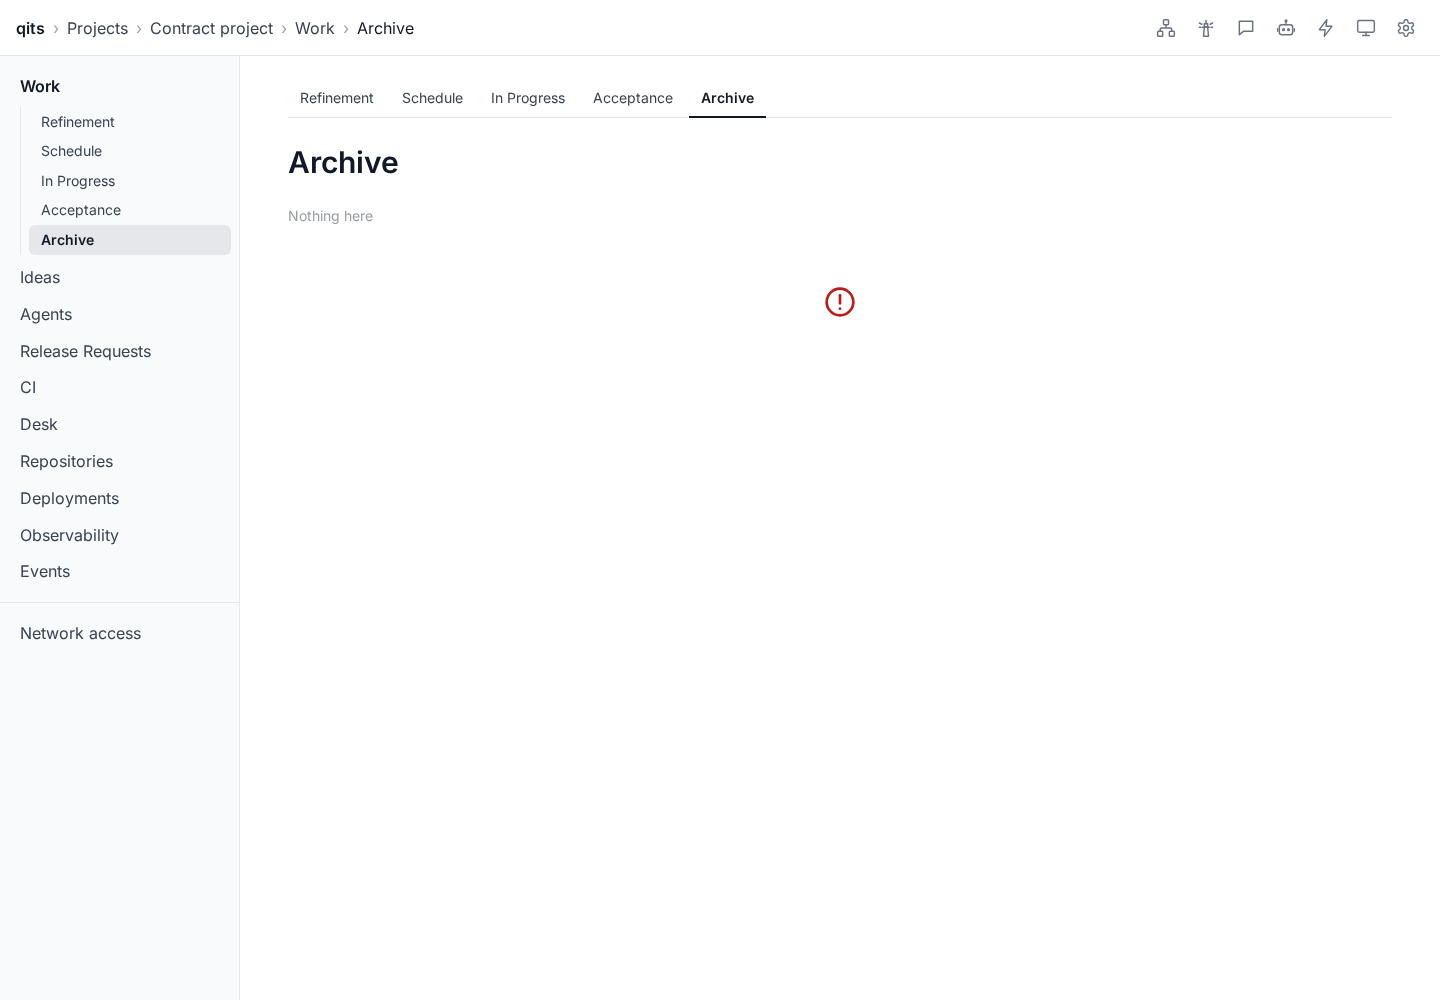 qits › Projects › Contract project › Work › Archive
Work
Refinement
Schedule
In Progress
Acceptance
Archive
Ideas
Agents
Release Requests
CI
Desk
Repositories
Deployments
Observability
Events
Network access
Refinement Schedule In Progress Acceptance Archive
Archive
Nothing here